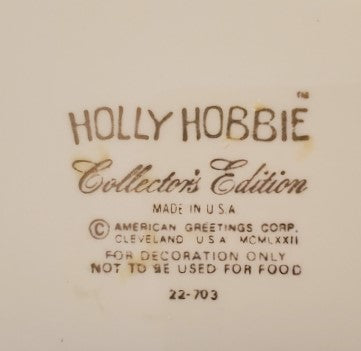 HOLLY HOBBIE™
Collector's Edition
MADE IN U.S.A
© AMERICAN GREETINGS CORP.
CLEVELAND U.S.A MCMLXXII
FOR DECORATION ONLY
NOT TO BE USED FOR FOOD
22-703